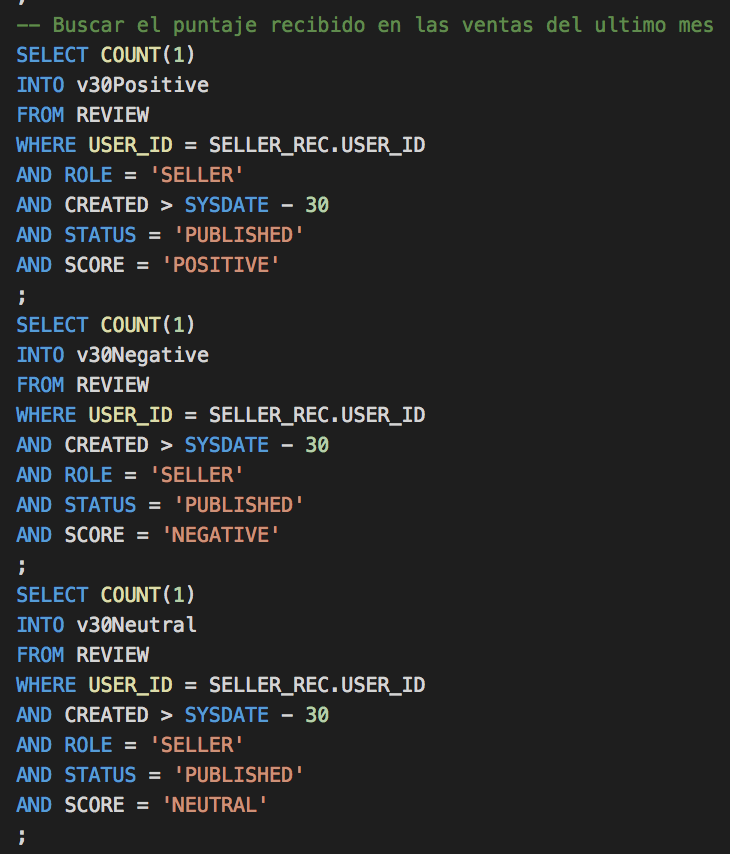 -- Buscar el puntaje recibido en las ventas del ultimo mes
SELECT COUNT(1)
INTO v30Positive
FROM REVIEW
WHERE USER_ID = SELLER_REC.USER_ID
AND ROLE = 'SELLER'
AND CREATED > SYSDATE - 30
AND STATUS = 'PUBLISHED'
AND SCORE = 'POSITIVE'
;
SELECT COUNT(1)
INTO v30Negative
FROM REVIEW
WHERE USER_ID = SELLER_REC.USER_ID
AND CREATED > SYSDATE - 30
AND ROLE = 'SELLER'
AND STATUS = 'PUBLISHED'
AND SCORE = 'NEGATIVE'
;
SELECT COUNT(1)
INTO v30Neutral
FROM REVIEW
WHERE USER_ID = SELLER_REC.USER_ID
AND CREATED > SYSDATE - 30
AND ROLE = 'SELLER'
AND STATUS = 'PUBLISHED'
AND SCORE = 'NEUTRAL'
;